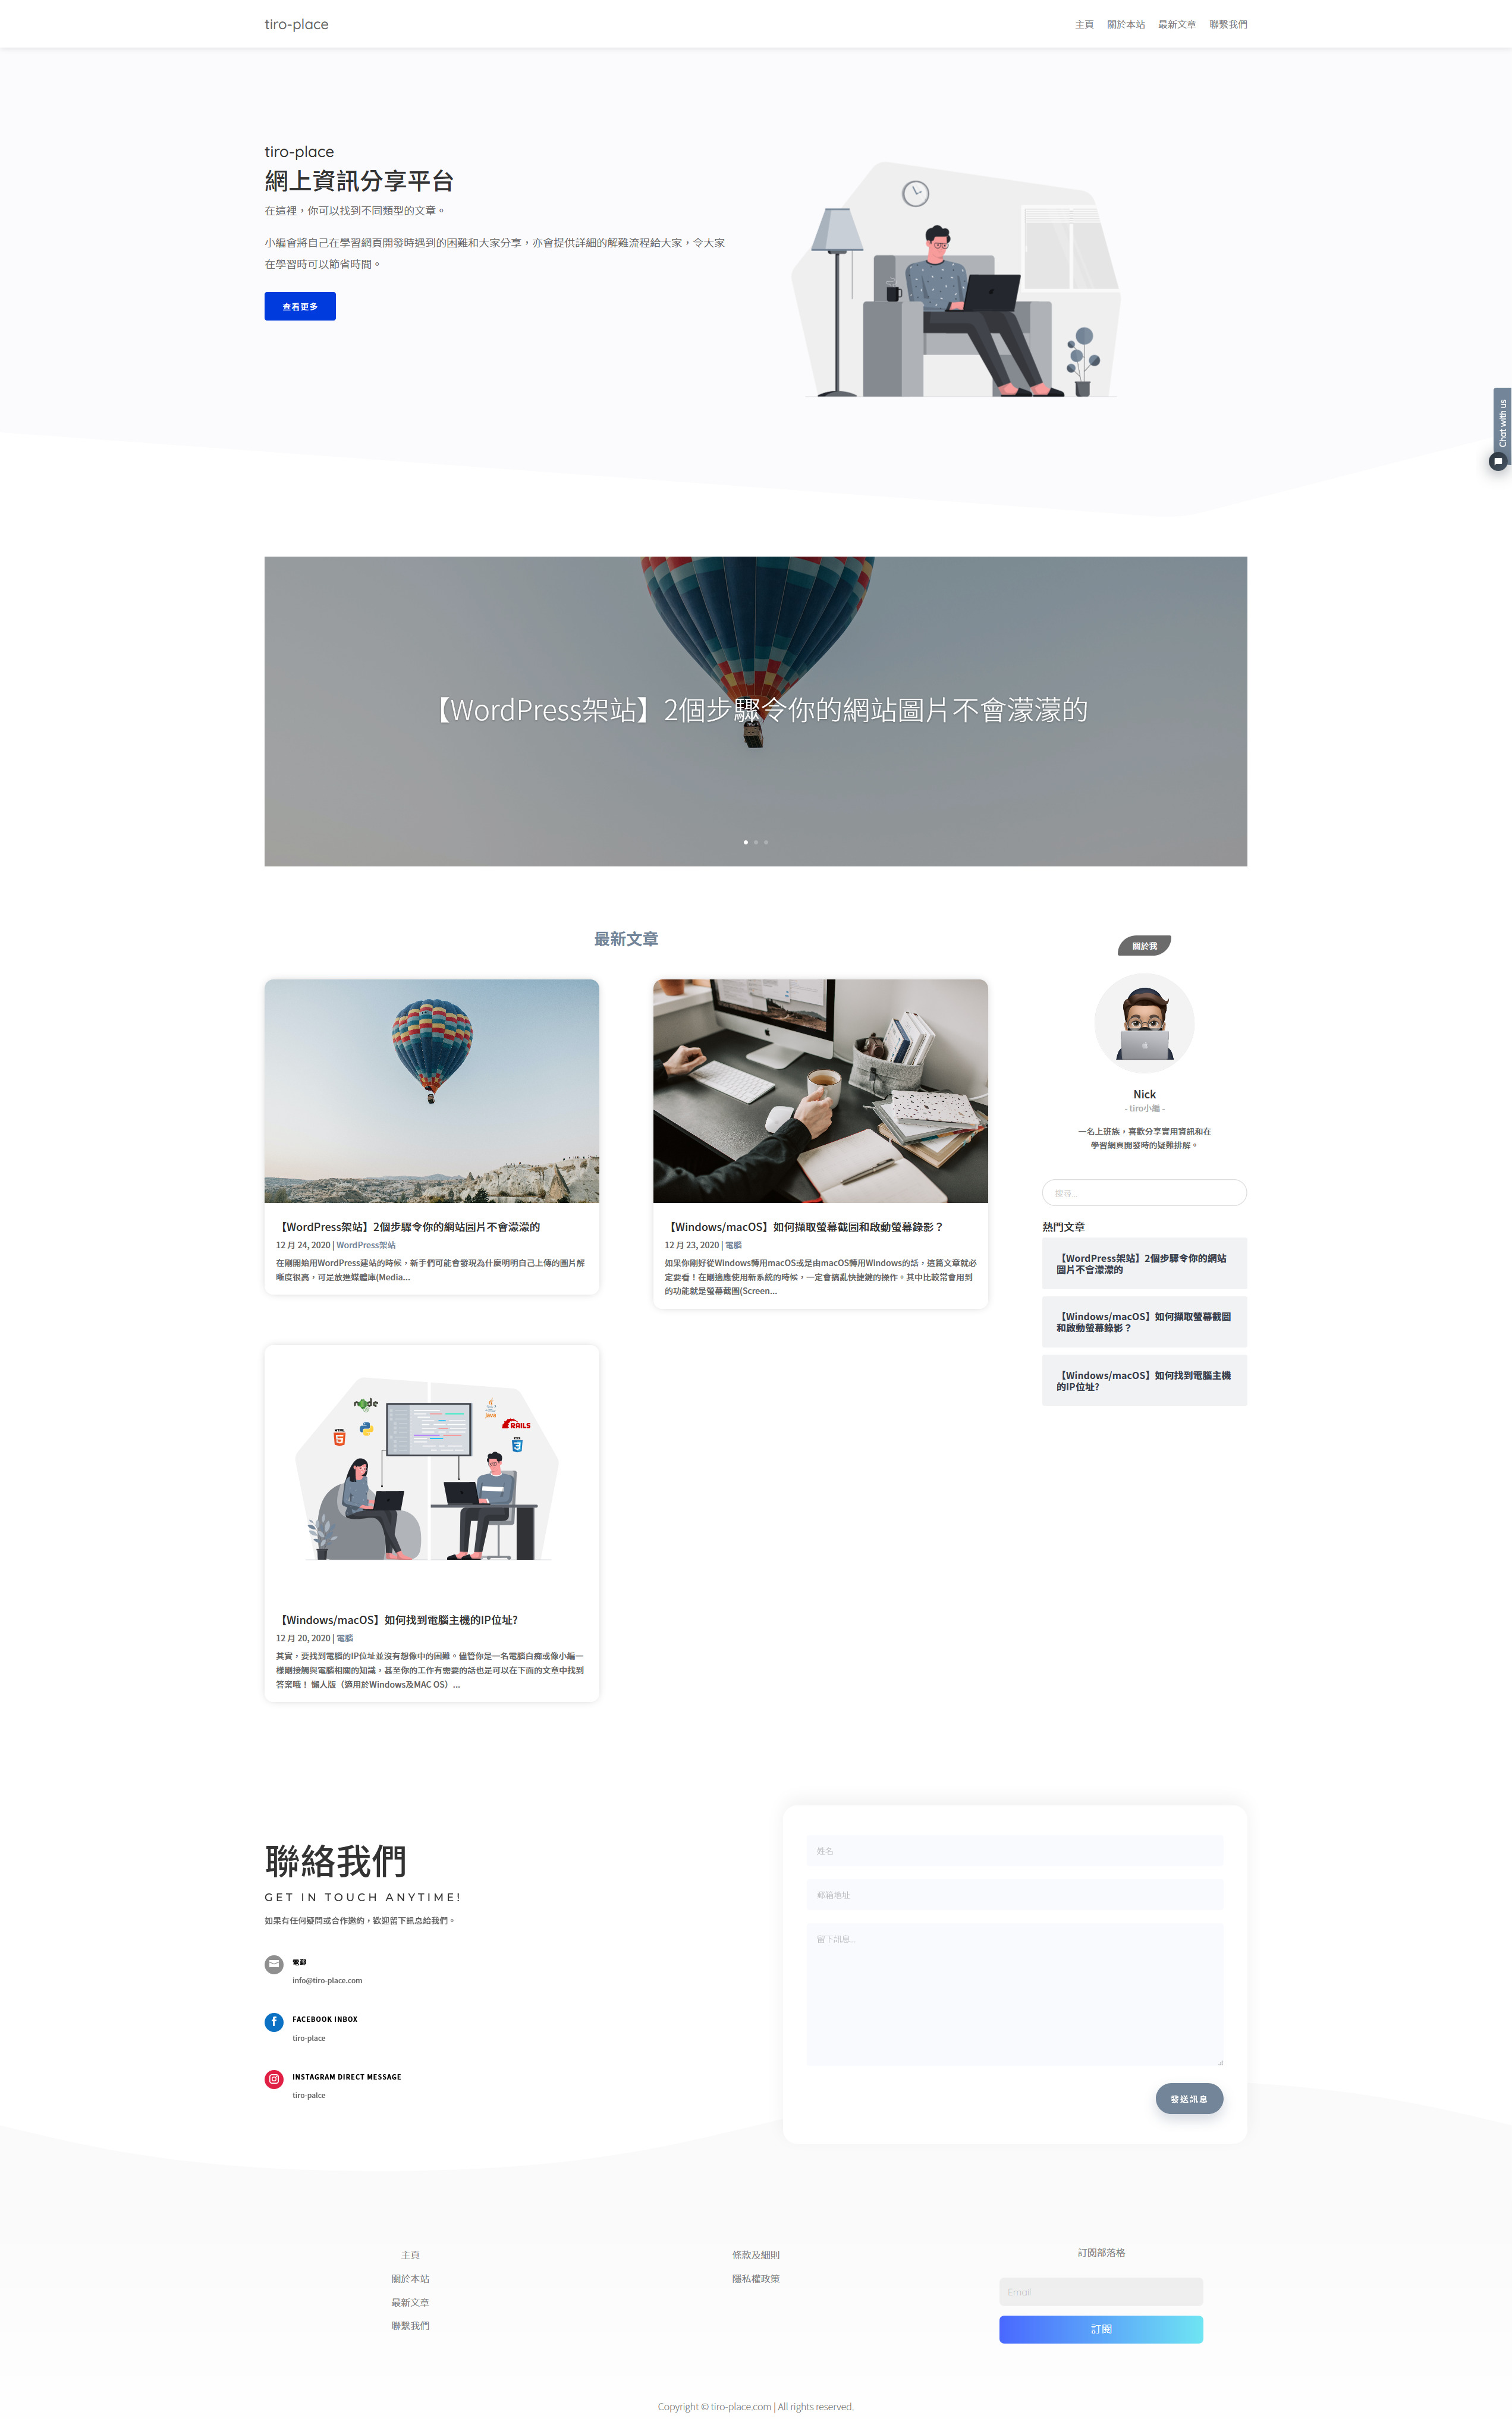 tiro-place
主頁 關於本站 最新文章 聯繫我們
tiro-place
網上資訊分享平台
在這裡，你可以找到不同類型的文章。
小編會將自己在學習網頁開發時遇到的困難和大家分享，亦會提供詳細的解難流程給大家，令大家
在學習時可以節省時間。
查看更多
Chat with us
【WordPress架站】2個步驟令你的網站圖片不會濛濛的
最新文章
【WordPress架站】2個步驟令你的網站圖片不會濛濛的
12 月 24, 2020 | WordPress架站
在剛開始用WordPress建站的時候，新手們可能會發現為什麼明明自己上傳的圖片解
晰度很高，可是放進媒體庫(Media...
【Windows/macOS】如何擷取螢幕截圖和啟動螢幕錄影？
12 月 23, 2020 | 電腦
如果你剛好從Windows轉用macOS或是由macOS轉用Windows的話，這篇文章就必
定要看！在剛適應使用新系統的時候，一定會搞亂快捷鍵的操作。其中比較常會用到
的功能就是螢幕截圖(Screen...
node
HTML
5
Java
RAILS
CSS
3
【Windows/macOS】如何找到電腦主機的IP位址?
12 月 20, 2020 | 電腦
其實，要找到電腦的IP位址並沒有想像中的困難。儘管你是一名電腦白痴或像小編一
樣剛接觸與電腦相關的知識，甚至你的工作有需要的話也是可以在下面的文章中找到
答案哦！ 懶人版（適用於Windows及MAC OS）...
關於我
Nick
- tiro小編 -
一名上班族，喜歡分享實用資訊和在
學習網頁開發時的疑難排解。
搜尋...
熱門文章
【WordPress架站】2個步驟令你的網站
圖片不會濛濛的
【Windows/macOS】如何擷取螢幕截圖
和啟動螢幕錄影？
【Windows/macOS】如何找到電腦主機
的IP位址?
聯絡我們
GET IN TOUCH ANYTIME!
如果有任何疑問或合作邀約，歡迎留下訊息給我們。
電郵
info@tiro-place.com
FACEBOOK INBOX
tiro-place
INSTAGRAM DIRECT MESSAGE
tiro-palce
姓名
郵箱地址
留下訊息...
發送訊息
主頁
關於本站
最新文章
聯繫我們
條款及細則
隱私權政策
訂閱部落格
Email
訂閱
Copyright © tiro-place.com | All rights reserved.